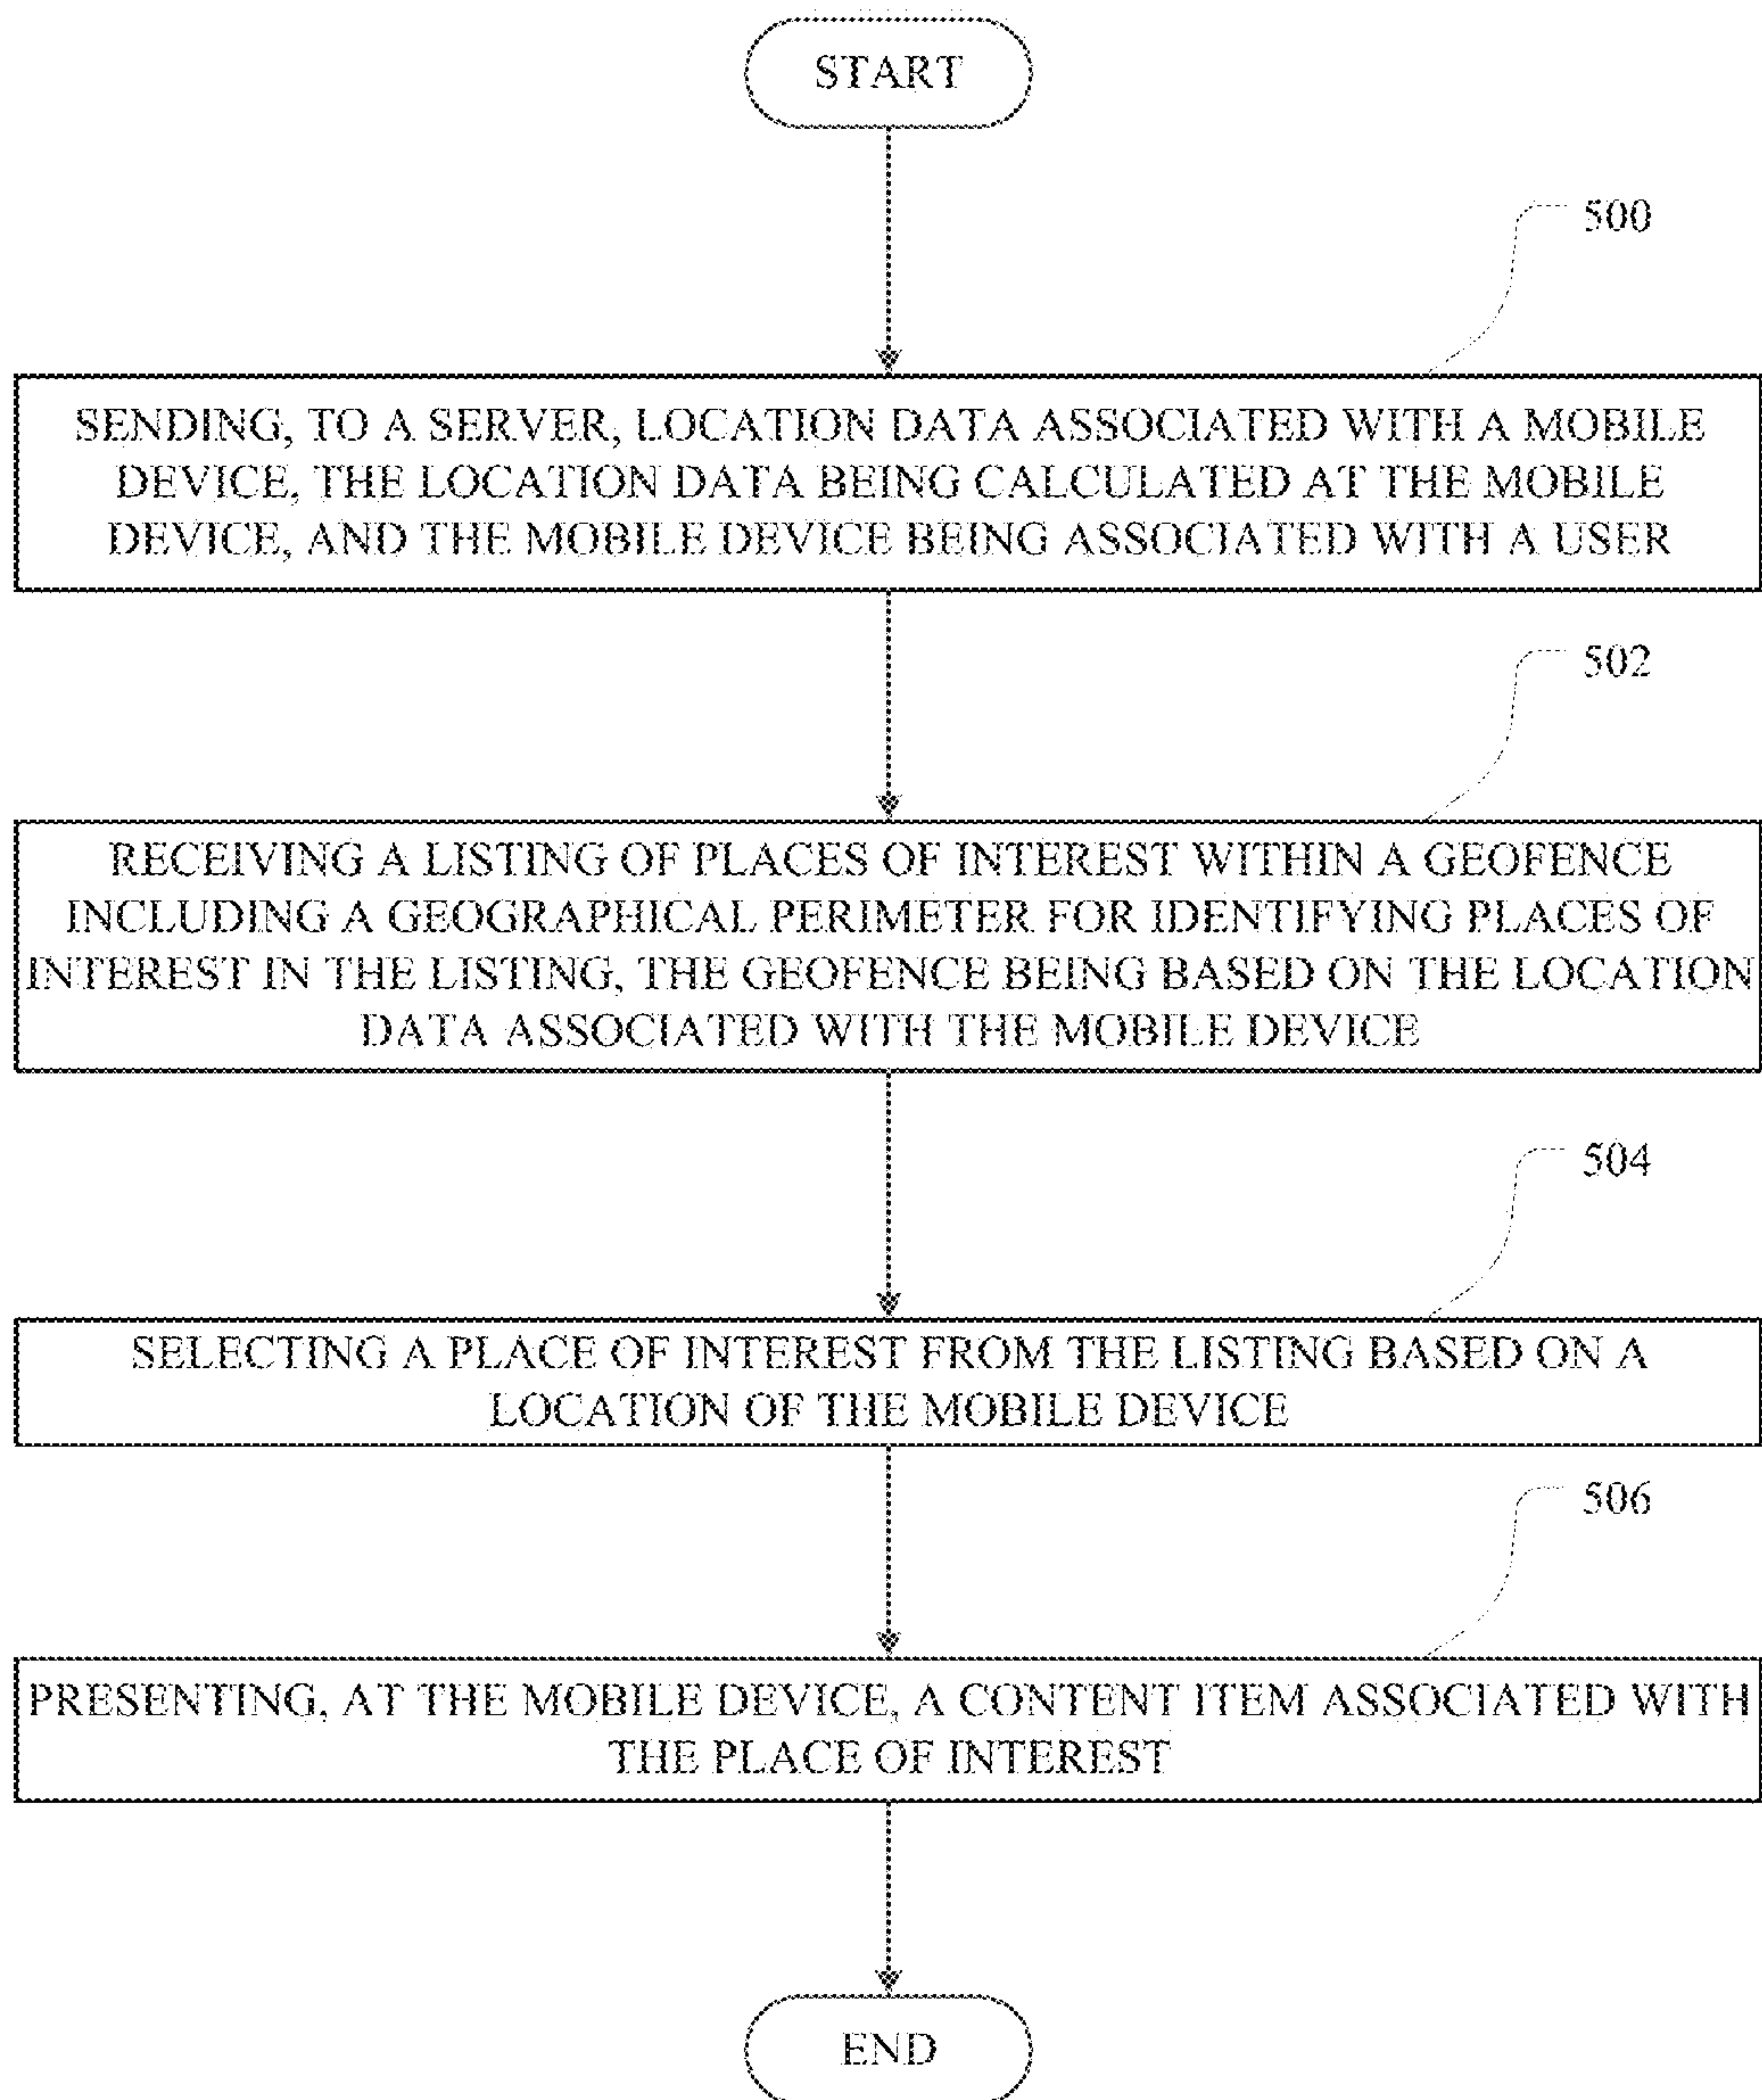 START
500
SENDING, TO A SERVER, LOCATION DATA ASSOCIATED WITH A MOBILE
DEVICE, THE LOCATION DATA BEING CALCULATED AT THE MOBILE
DEVICE, AND THE MOBILE DEVICE BEING ASSOCIATED WITH A USER
502
RECEIVING A LISTING OF PLACES OF INTEREST WITHIN A GEOFENCE
INCLUDING A GEOGRAPHICAL PERIMETER FOR IDENTIFYING PLACES OF
INTEREST IN THE LISTING, THE GEOFENCE BEING BASED ON THE LOCATION
DATA ASSOCIATED WITH THE MOBILE DEVICE
504
SELECTING A PLACE OF INTEREST FROM THE LISTING BASED ON A
LOCATION OF THE MOBILE DEVICE
506
PRESENTING, AT THE MOBILE DEVICE, A CONTENT ITEM ASSOCIATED WITH
THE PLACE OF INTEREST
END